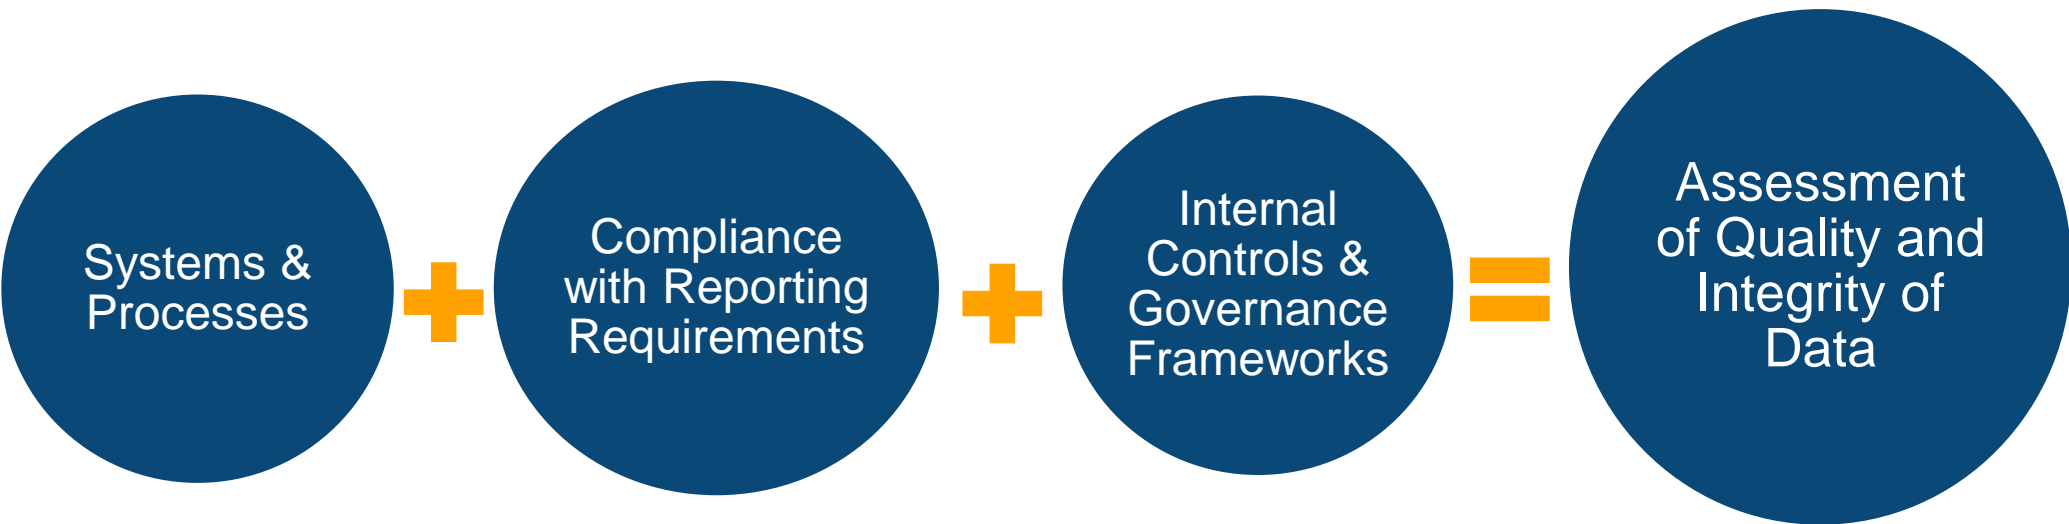 Systems &
Processes
Compliance
with Reporting
Requirements
Internal
Controls &
Governance
Frameworks
Assessment
of Quality and
Integrity of
Data